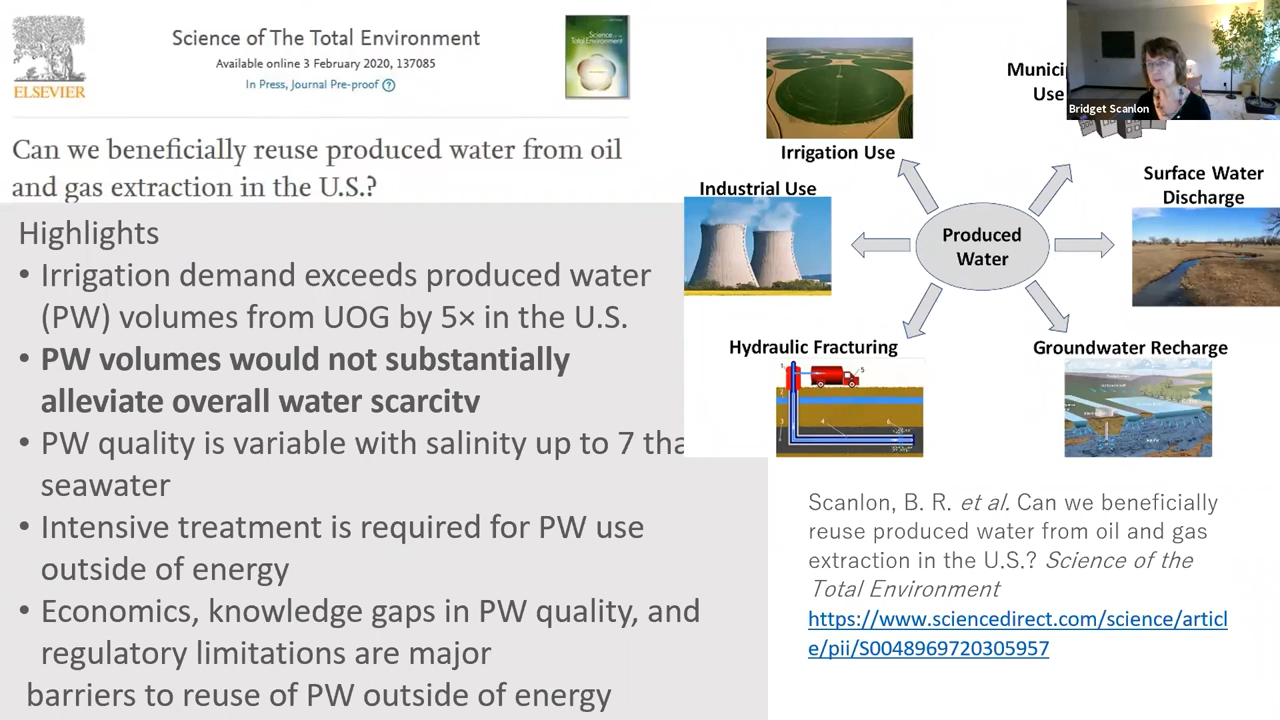 ELSEVIER
Science of The Total Environment
Available online 3 February 2020, 137085
In Press, Journal Pre-proof
Can we beneficially reuse produced water from oil
and gas extraction in the U.S.?
Highlights
• Irrigation demand exceeds produced water
(PW) volumes from UOG by 5× in the U.S.
• PW volumes would not substantially
alleviate overall water scarcity
• PW quality is variable with salinity up to 7 tha
seawater
• Intensive treatment is required for PW use
outside of energy
• Economics, knowledge gaps in PW quality, and
regulatory limitations are major
barriers to reuse of PW outside of energy
Irrigation Use
Munici
Use
Bridget Scanlon
Industrial Use
Surface Water
Discharge
Produced
Water
Hydraulic Fracturing
Groundwater Recharge
Scanlon, B. R. et al. Can we beneficially
reuse produced water from oil and gas
extraction in the U.S.? Science of the
Total Environment
https://www.sciencedirect.com/science/articl
e/pii/S0048969720305957